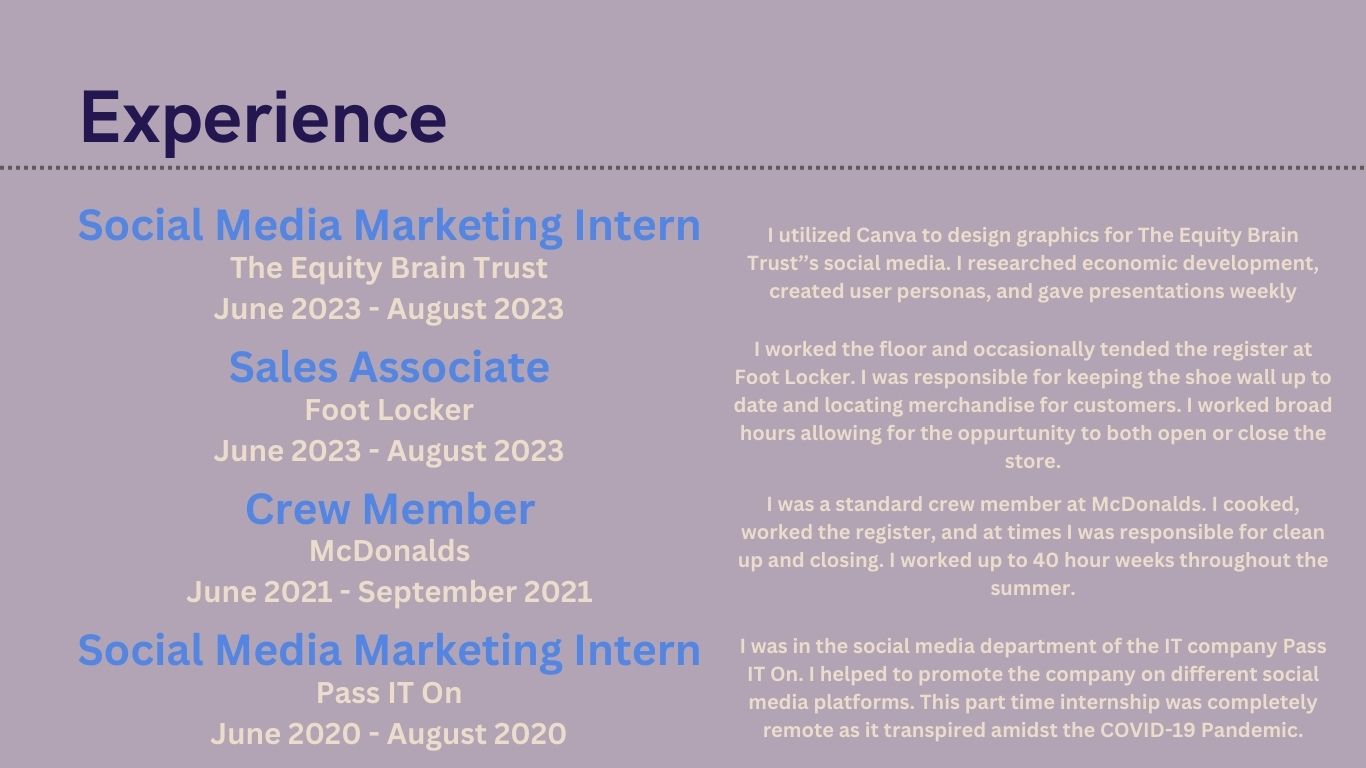 Experience
Social Media Marketing Intern
The Equity Brain Trust
June 2023 - August 2023
I utilized Canva to design graphics for The Equity Brain
Trust”s social media. I researched economic development,
created user personas, and gave presentations weekly
Sales Associate
Foot Locker
June 2023 - August 2023
I worked the floor and occasionally tended the register at
Foot Locker. I was responsible for keeping the shoe wall up to
date and locating merchandise for customers. I worked broad
hours allowing for the oppurtunity to both open or close the
store.
Crew Member
McDonalds
June 2021 - September 2021
I was a standard crew member at McDonalds. I cooked,
worked the register, and at times I was responsible for clean
up and closing. I worked up to 40 hour weeks throughout the
summer.
Social Media Marketing Intern
Pass IT On
June 2020 - August 2020
I was in the social media department of the IT company Pass
IT On. I helped to promote the company on different social
media platforms. This part time internship was completely
remote as it transpired amidst the COVID-19 Pandemic.